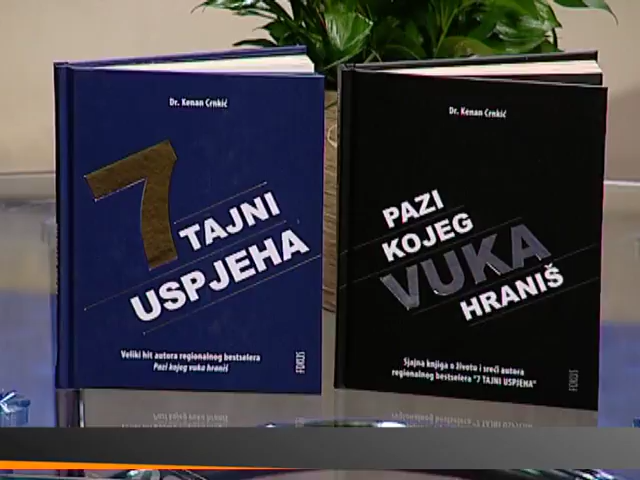 Dr. Kenan Crnkić
7
TAJNI
USPJEHA
Veliki hit autora regionalnog bestselera
Pazi kojeg vuka hraniš
FOKUS
Dr. Kenan Crnkić
PAZI
KOJEG
VUKA
HRANIŠ
Sjajna knjiga o životu i sreći autora
regionalnog bestselera "7 TAJNI USPJEHA"
FOKUS